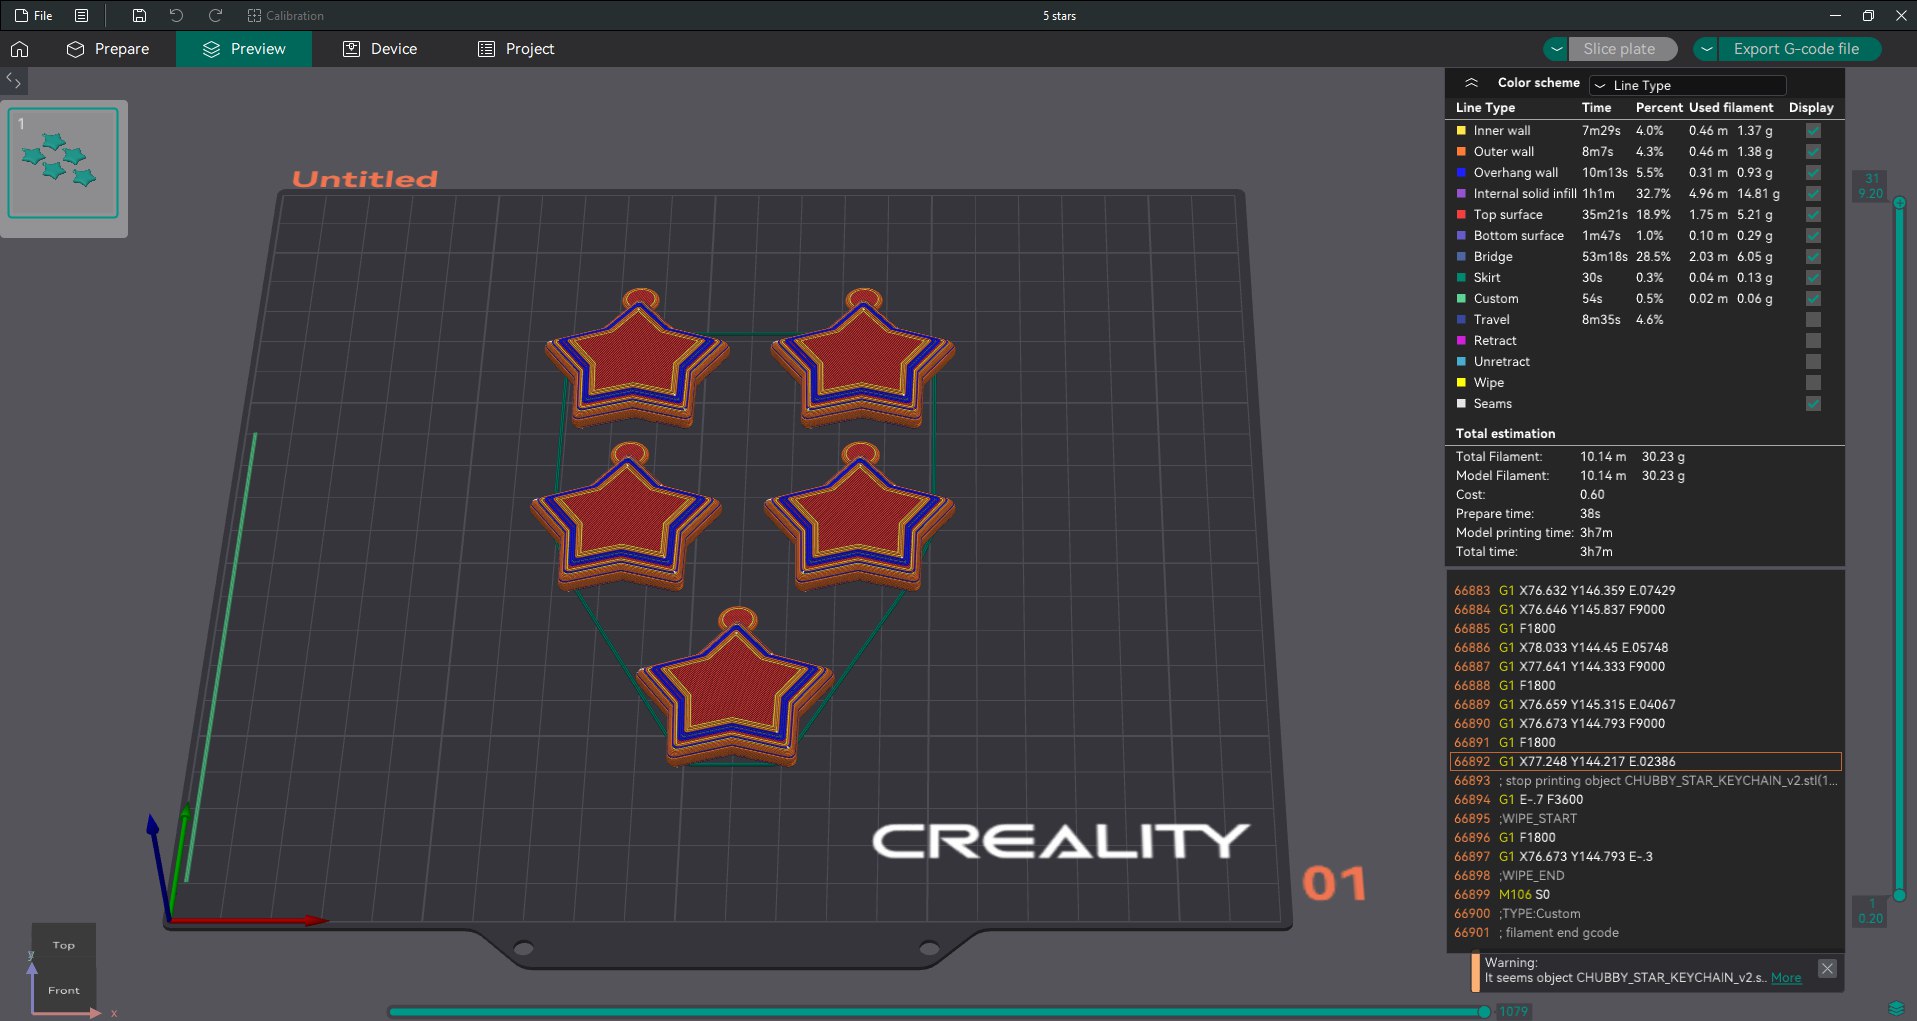 File
Calibration
5 stars
Prepare
Preview
Device
Project
Slice plate
Export G-code file
1
Untitled
CREALITY
01
Color scheme
Line Type
Line Type Time Percent Used filament Display
Inner wall 7m29s 4.0% 0.46 m 1.37 g
Outer wall 8m7s 4.3% 0.46 m 1.38 g
Overhang wall 10m13s 5.5% 0.31 m 0.93 g
Internal solid infill 1h1m 32.7% 4.96 m 14.81 g
Top surface 35m21s 18.9% 1.75 m 5.21 g
Bottom surface 1m47s 1.0% 0.10 m 0.29 g
Bridge 53m18s 28.5% 2.03 m 6.05 g
Skirt 30s 0.3% 0.04 m 0.13 g
Custom 54s 0.5% 0.02 m 0.06 g
Travel 8m35s 4.6%
Retract
Unretract
Wipe
Seams
Total estimation
Total Filament: 10.14 m 30.23 g
Model Filament: 10.14 m 30.23 g
Cost: 0.60
Prepare time: 38s
Model printing time: 3h7m
Total time: 3h7m
66883 G1 X76.632 Y146.359 E.07429
66884 G1 X76.646 Y145.837 F9000
66885 G1 F1800
66886 G1 X78.033 Y144.45 E.05748
66887 G1 X77.641 Y144.333 F9000
66888 G1 F1800
66889 G1 X76.659 Y145.315 E.04067
66890 G1 X76.673 Y144.793 F9000
66891 G1 F1800
66892 G1 X77.248 Y144.217 E.02386
66893 ; stop printing object CHUBBY_STAR_KEYCHAIN_v2.stl(1...
66894 G1 E-.7 F3600
66895 ;WIPE_START
66896 G1 F1800
66897 G1 X76.673 Y144.793 E-.3
66898 ;WIPE_END
66899 M106 S0
66900 ;TYPE:Custom
66901 ; filament end gcode
Warning:
It seems object CHUBBY_STAR_KEYCHAIN_v2.s.. More
31
9.20
1
0.20
1079
Top
Front
y
x